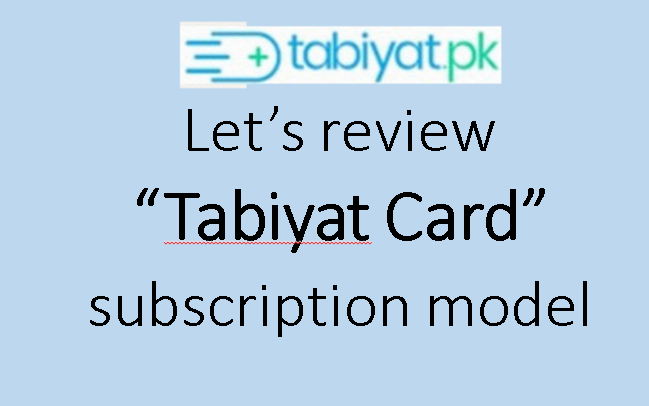 tabiyat.pk
Let’s review
“Tabiyat Card”
subscription model